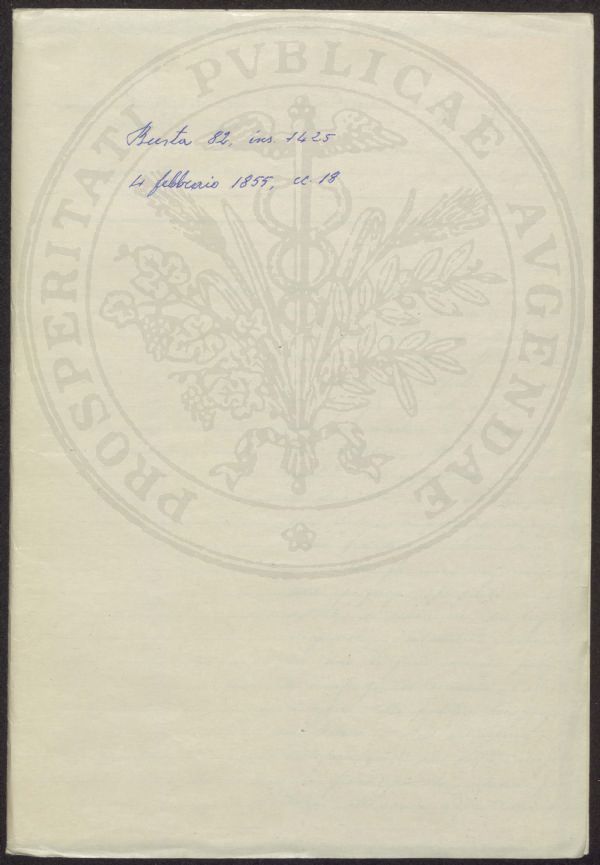 Busta 82, ins. 1425
4 febbraio 1855, cc. 18
PROSPERITATI PVBLICAE AVGENDAE